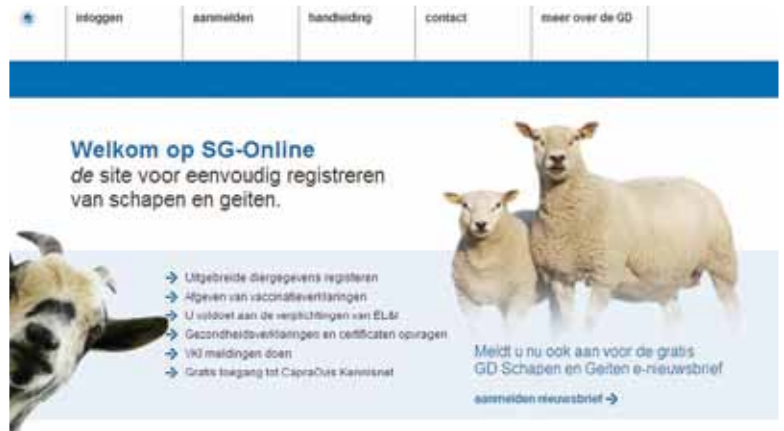 inloggen
aanmelden
handleiding
contact
meer over de GD
Welkom op SG-Online
de site voor eenvoudig registreren
van schapen en geiten.
Uitgebreide diergegevens registeren
Afgeven van vaccinatieverklaringen
U voldoet aan de verplichtingen van EL&I
Gezondheidsverklaringen en certificaten opvragen
VKI meldingen doen
Gratis toegang tot CapraOvis Kennisnet
Meldt u nu ook aan voor de gratis
GD Schapen en Geiten e-nieuwsbrief
aanmelden nieuwsbrief